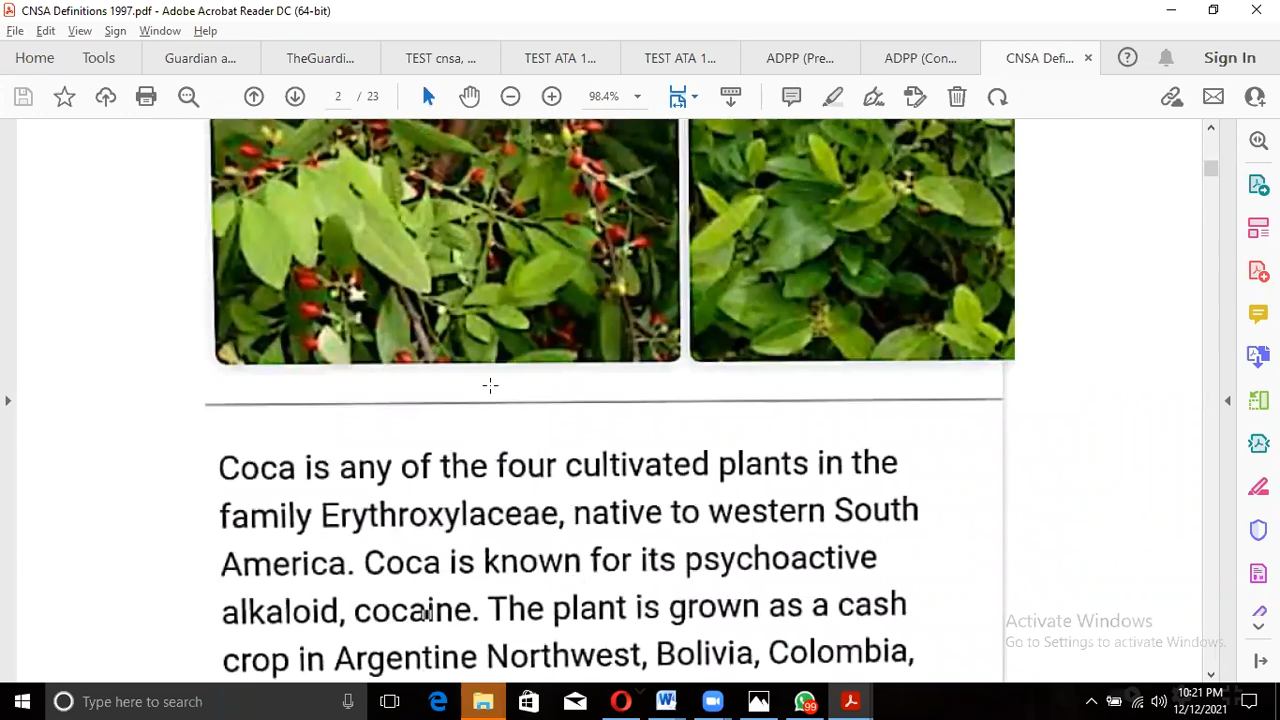 CNSA Definitions 1997.pdf - Adobe Acrobat Reader DC (64-bit)
File Edit View Sign Window Help
Home Tools Guardian a... TheGuardi... TEST cnsa, ... TEST ATA 1... TEST ATA 1... ADPP (Pre... ADPP (Con... CNSA Defi... × ? Sign In
2 / 23 98.4%
Coca is any of the four cultivated plants in the
family Erythroxylaceae, native to western South
America. Coca is known for its psychoactive
alkaloid, cocaine. The plant is grown as a cash
crop in Argentine Northwest, Bolivia, Colombia,
Activate Windows
Go to Settings to activate Windows.
Type here to search
99
10:21 PM
12/12/2021